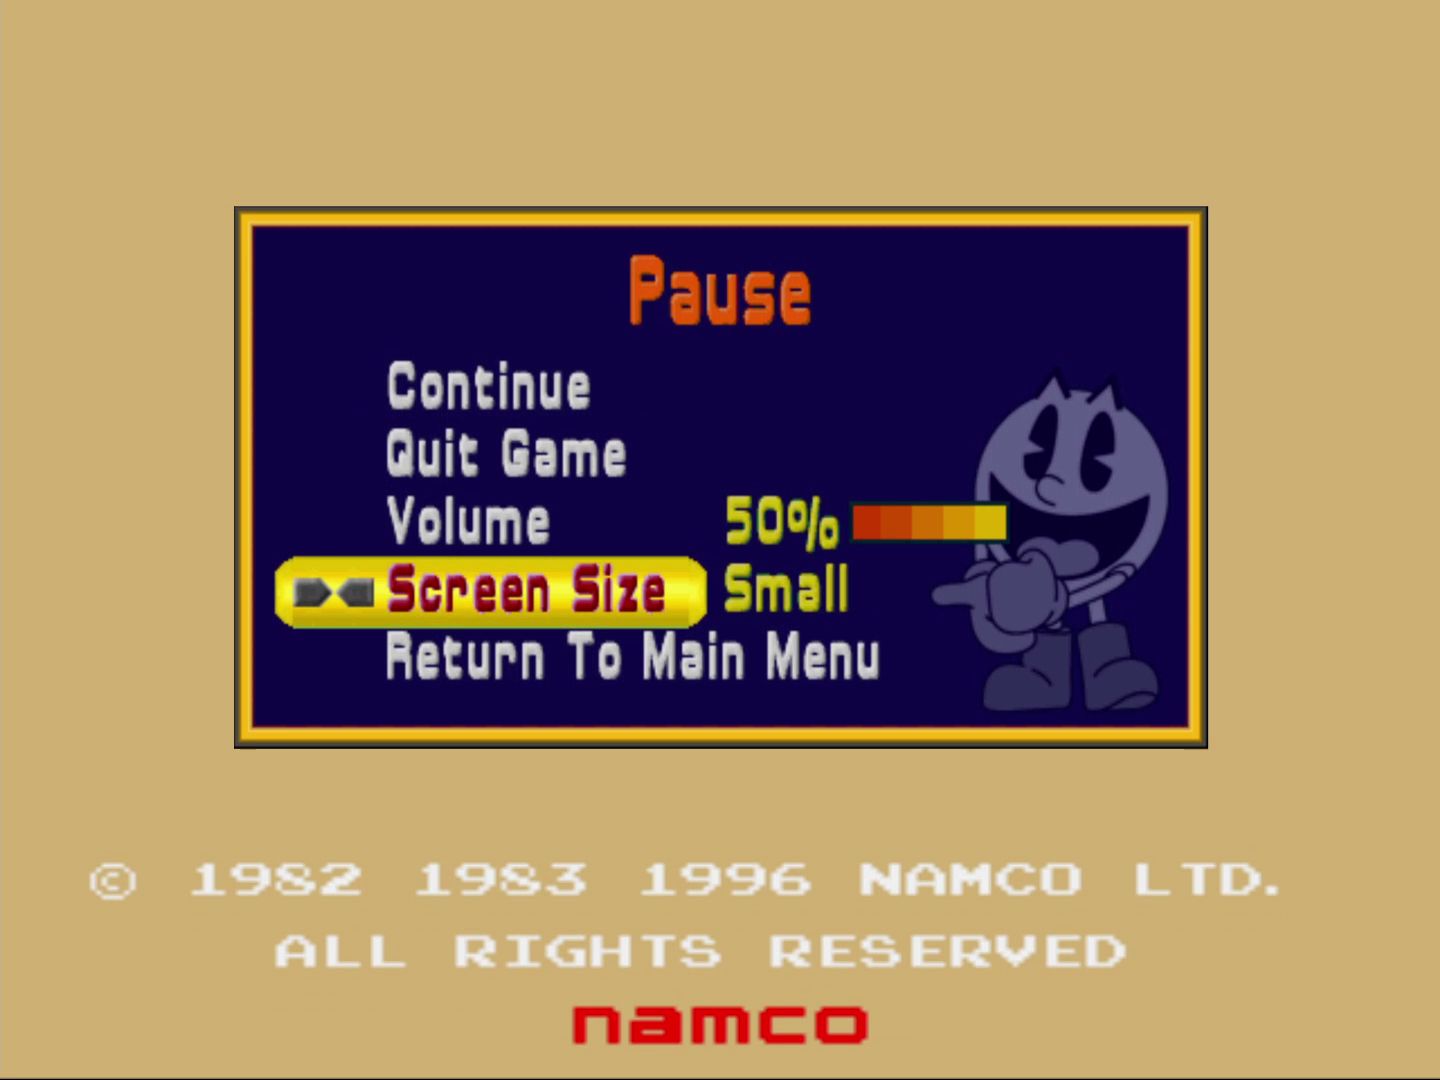 Pause
Continue
Quit Game
Volume 50%
Screen Size Small
Return To Main Menu
© 1982 1983 1996 NAMCO LTD.
ALL RIGHTS RESERVED
namco